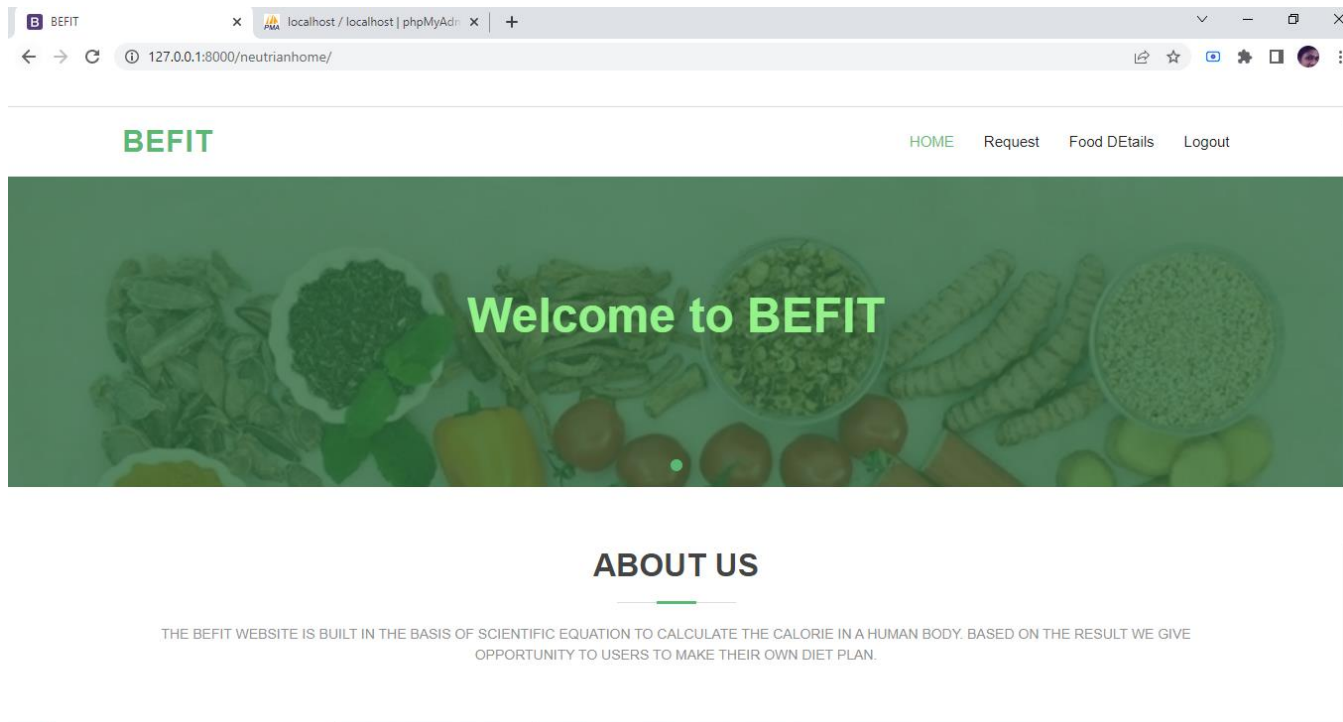 BEFIT
localhost / localhost | phpMyAdn
127.0.0.1:8000/neutrianhome/
BEFIT
HOME Request Food DEtails Logout
Welcome to BEFIT
ABOUT US
THE BEFIT WEBSITE IS BUILT IN THE BASIS OF SCIENTIFIC EQUATION TO CALCULATE THE CALORIE IN A HUMAN BODY. BASED ON THE RESULT WE GIVE
OPPORTUNITY TO USERS TO MAKE THEIR OWN DIET PLAN.